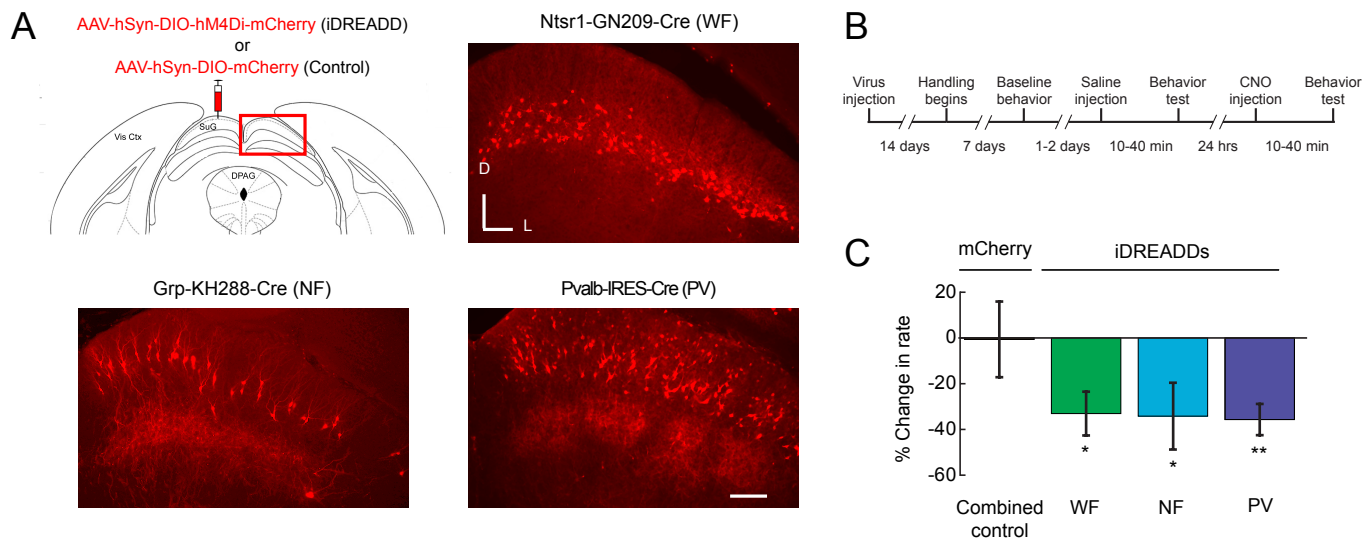 A
AAV-hSyn-DIO-hM4Di-mCherry (iDREADD)
or
AAV-hSyn-DIO-mCherry (Control)
Vis Ctx
SuG
DPAG
Ntsr1-GN209-Cre (WF)
D
L
Grp-KH288-Cre (NF)
Pvalb-IRES-Cre (PV)
B
Virus injection
Handling begins
Baseline behavior
Saline injection
Behavior test
CNO injection
Behavior test
14 days
7 days
1-2 days
10-40 min
24 hrs
10-40 min
C
mCherry
iDREADDs
% Change in rate
20
0
-20
-40
-60
*
*
**
Combined
control
WF
NF
PV